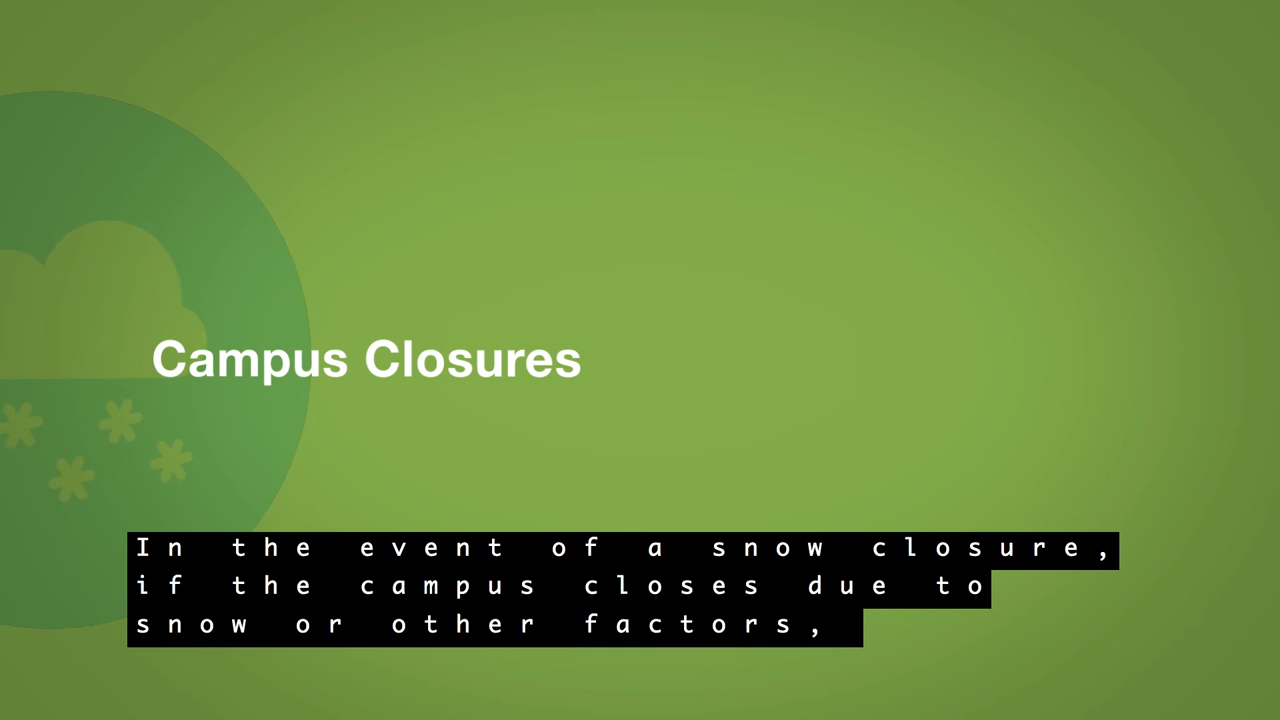 Campus Closures
In the event of a snow closure,
if the campus closes due to
snow or other factors,